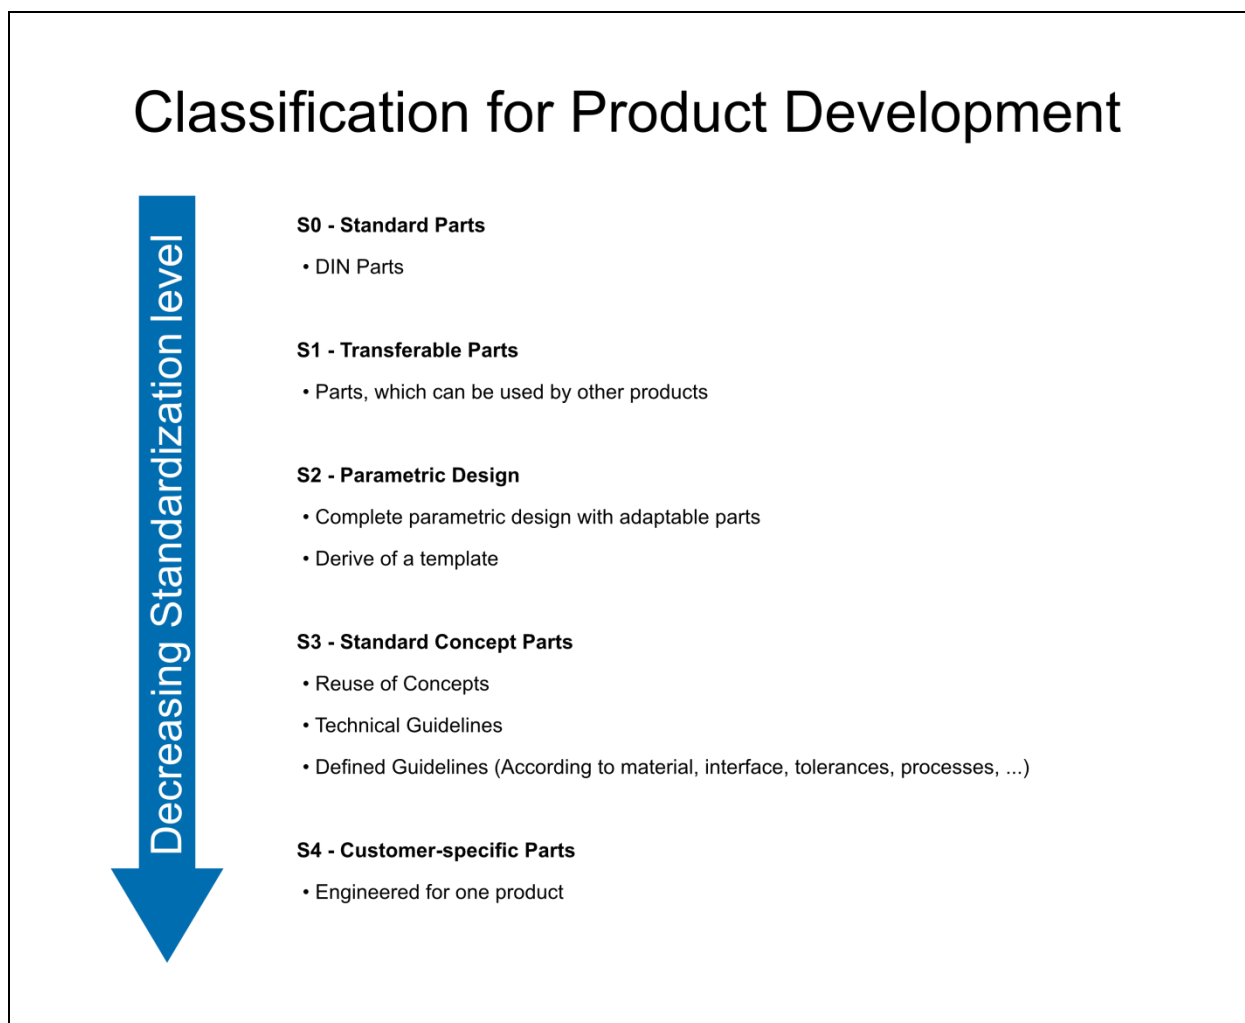 Classification for Product Development
Decreasing Standardization level
S0 - Standard Parts
• DIN Parts
S1 - Transferable Parts
• Parts, which can be used by other products
S2 - Parametric Design
• Complete parametric design with adaptable parts
• Derive of a template
S3 - Standard Concept Parts
• Reuse of Concepts
• Technical Guidelines
• Defined Guidelines (According to material, interface, tolerances, processes, ...)
S4 - Customer-specific Parts
• Engineered for one product